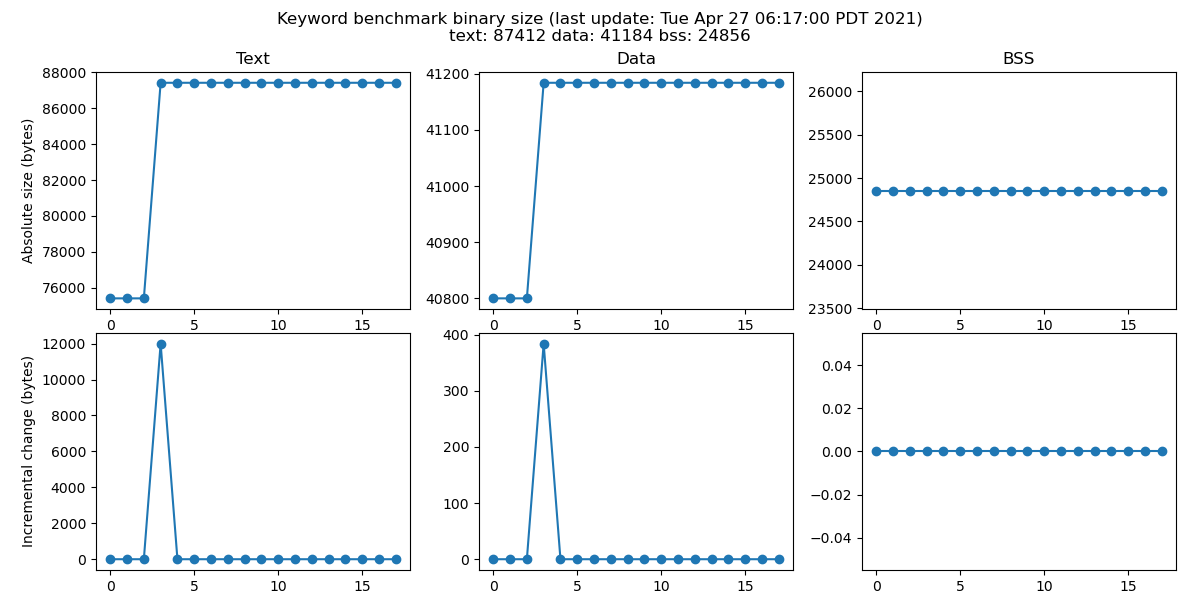 Keyword benchmark binary size (last update: Tue Apr 27 06:17:00 PDT 2021)
text: 87412 data: 41184 bss: 24856
Text
Data
BSS
Absolute size (bytes)
88000
86000
84000
82000
80000
78000
76000
0 5 10 15
41200
41100
41000
40900
40800
0 5 10 15
26000
25500
25000
24500
24000
23500
0 5 10 15
Incremental change (bytes)
12000
10000
8000
6000
4000
2000
0
0 5 10 15
400
300
200
100
0
0 5 10 15
0.04
0.02
0.00
−0.02
−0.04
0 5 10 15